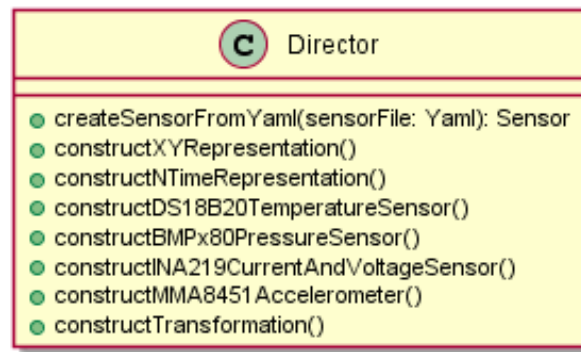 C Director
createSensorFromYaml(sensorFile: Yaml): Sensor
constructXYRepresentation()
constructNTimeRepresentation()
constructDS18B20TemperatureSensor()
constructBMPx80PressureSensor()
constructINA219CurrentAndVoltageSensor()
constructMMA8451Accelerometer()
constructTransformation()